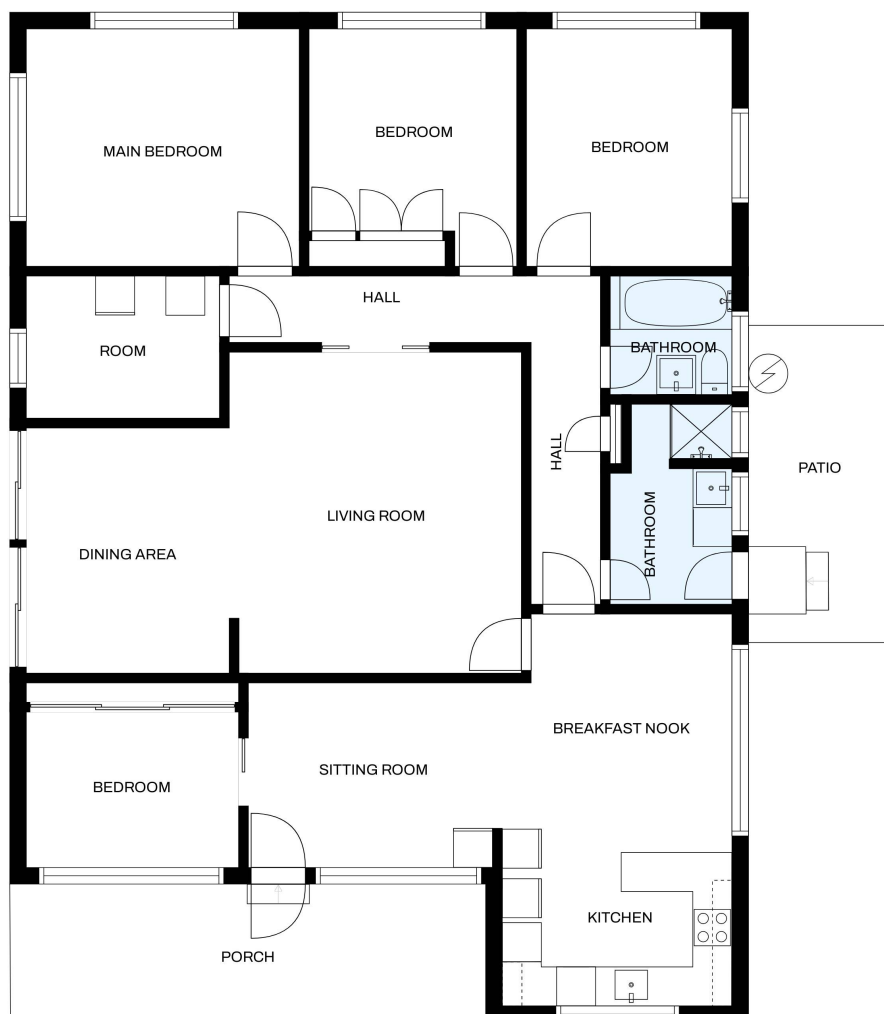 BEDROOM
MAIN BEDROOM
BEDROOM
HALL
BATHROOM
ROOM
HALL
PATIO
LIVING ROOM
BATHROOM
DINING AREA
BREAKFAST NOOK
SITTING ROOM
BEDROOM
KITCHEN
PORCH